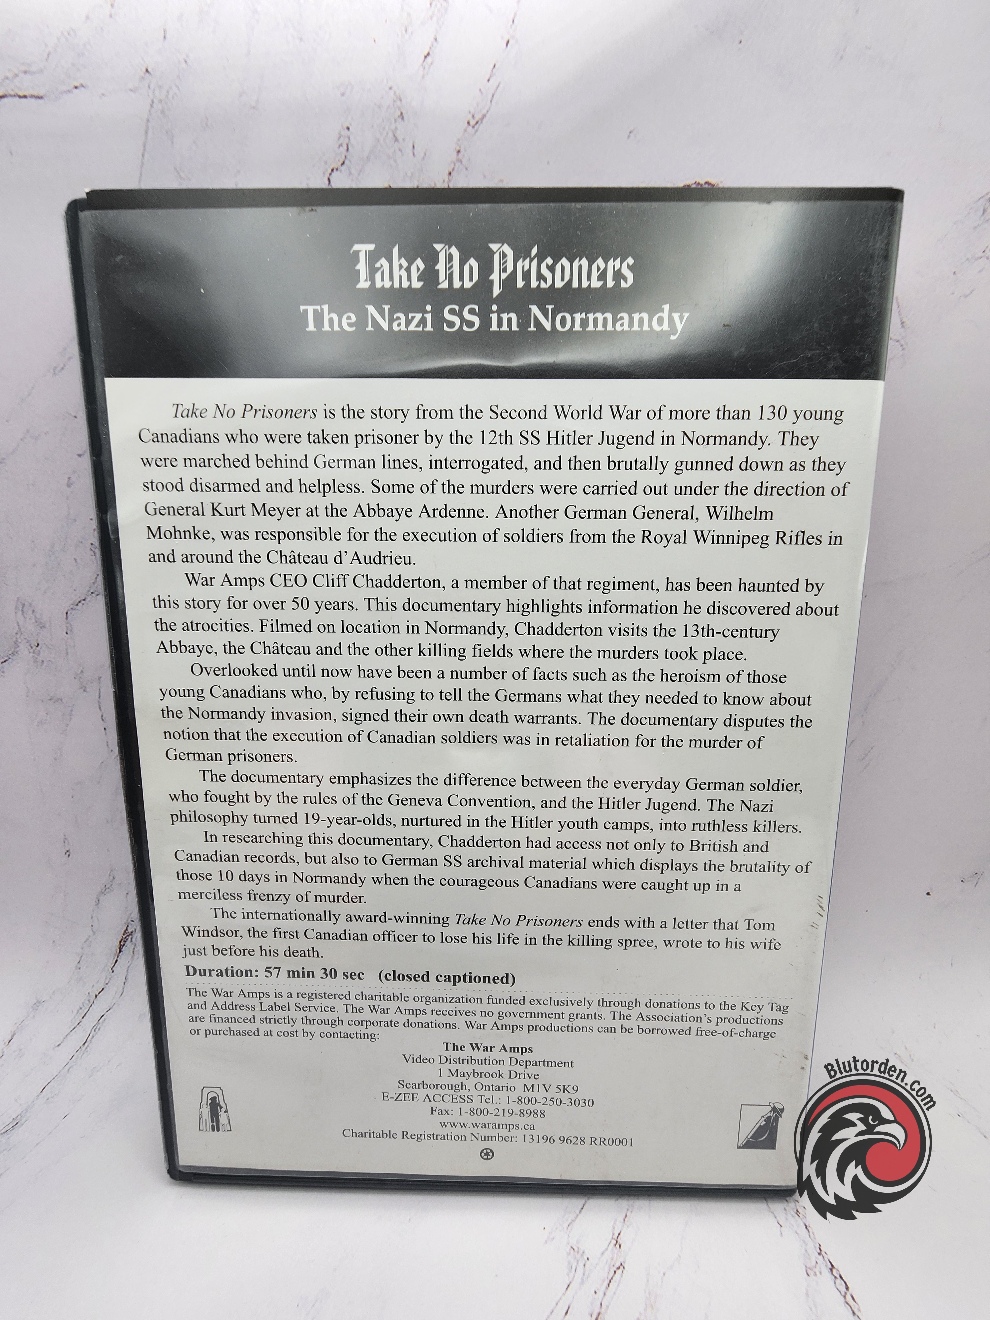 Take No Prisoners
The Nazi SS in Normandy
Take No Prisoners is the story from the Second World War of more than 130 young
Canadians who were taken prisoner by the 12th SS Hitler Jugend in Normandy. They
were marched behind German lines, interrogated, and then brutally gunned down as they
stood disarmed and helpless. Some of the murders were carried out under the direction of
General Kurt Meyer at the Abbaye Ardenne. Another German General, Wilhelm
Mohnke, was responsible for the execution of soldiers from the Royal Winnipeg Rifles in
and around the Château d'Audrieu.
War Amps CEO Cliff Chadderton, a member of that regiment, has been haunted by
this story for over 50 years. This documentary highlights information he discovered about
the atrocities. Filmed on location in Normandy, Chadderton visits the 13th-century
Abbaye, the Château and the other killing fields where the murders took place.
Overlooked until now have been a number of facts such as the heroism of those
young Canadians who, by refusing to tell the Germans what they needed to know about
the Normandy invasion, signed their own death warrants. The documentary disputes the
notion that the execution of Canadian soldiers was in retaliation for the murder of
German prisoners.
The documentary emphasizes the difference between the everyday German soldier,
who fought by the rules of the Geneva Convention, and the Hitler Jugend. The Nazi
philosophy turned 19-year-olds, nurtured in the Hitler youth camps, into ruthless killers.
In researching this documentary, Chadderton had access not only to British and
Canadian records, but also to German SS archival material which displays the brutality of
those 10 days in Normandy when the courageous Canadians were caught up in a
merciless frenzy of murder.
The internationally award-winning Take No Prisoners ends with a letter that Tom
Windsor, the first Canadian officer to lose his life in the killing spree, wrote to his wife
just before his death.
Duration: 57 min 30 sec (closed captioned)
The War Amps is a registered charitable organization funded exclusively through donations to the Key Tag
and Address Label Service. The War Amps receives no government grants. The Association's productions
are financed strictly through corporate donations. War Amps productions can be borrowed free-of-charge
or purchased at cost by contacting:
The War Amps
Video Distribution Department
1 Maybrook Drive
Scarborough, Ontario M1V 5K9
E-ZEE ACCESS Tel.: 1-800-250-3030
Fax: 1-800-219-8988
www.waramps.ca
Charitable Registration Number: 13196 9628 RR0001
Blutorden.com